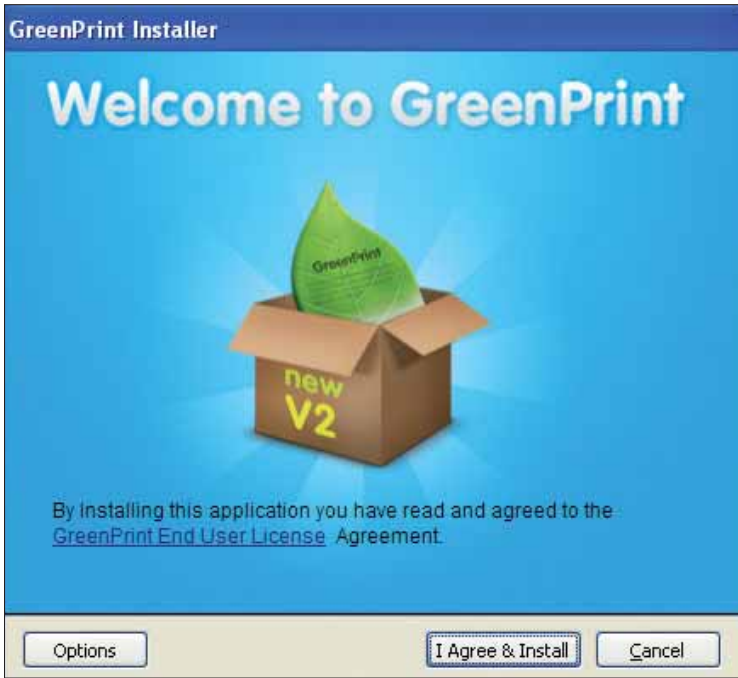 GreenPrint Installer
Welcome to GreenPrint
GreenPrint
new
V2
By Installing this application you have read and agreed to the
GreenPrint End User License Agreement.
Options
I Agree & Install
Cancel